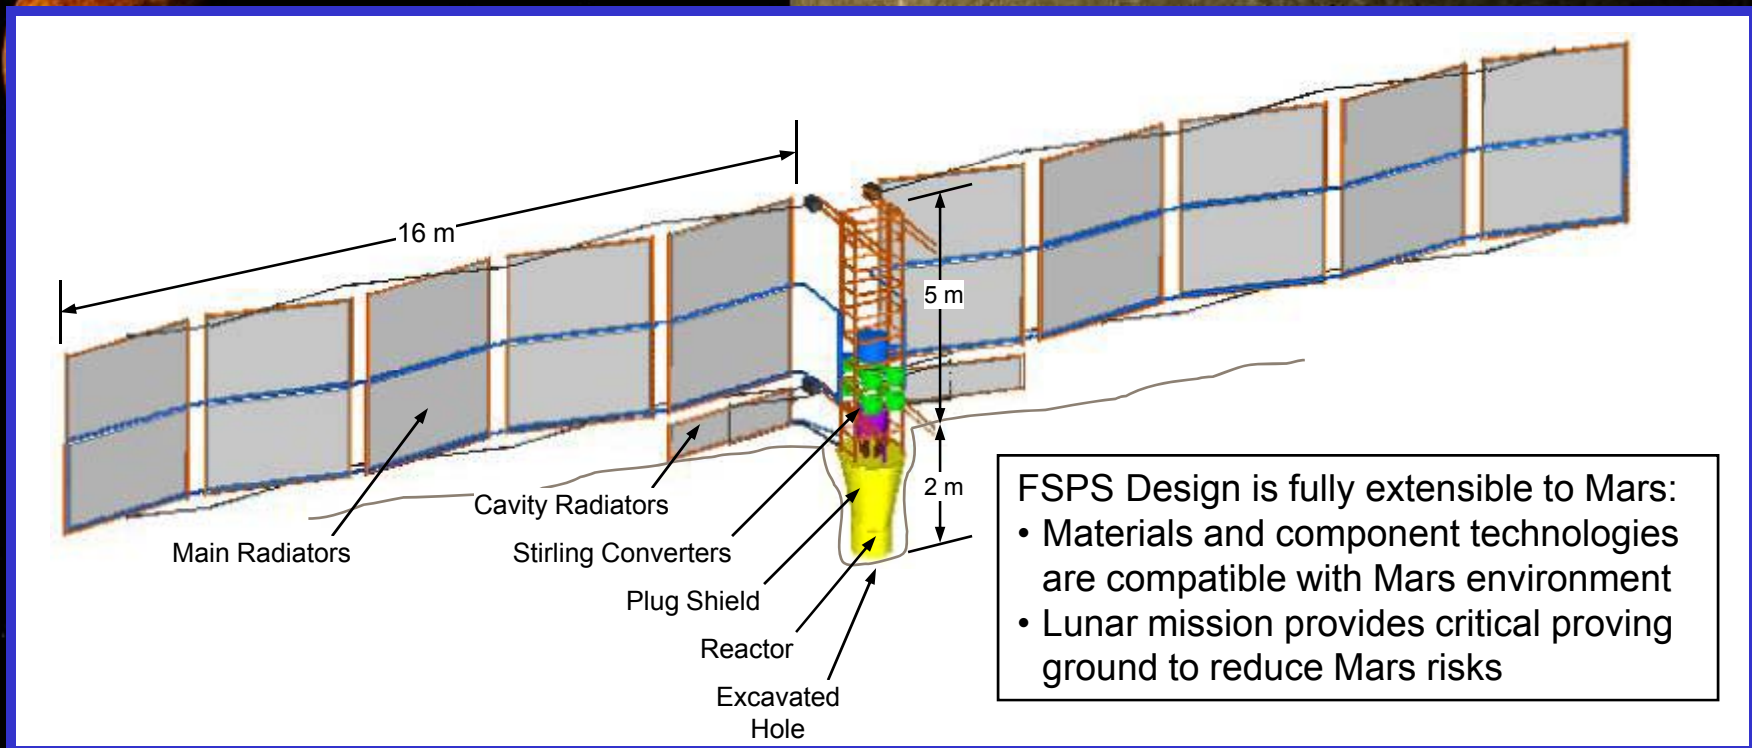 16 m
5 m
2 m
Main Radiators
Cavity Radiators
Stirling Converters
Plug Shield
Reactor
Excavated
Hole
FSPS Design is fully extensible to Mars:
• Materials and component technologies
are compatible with Mars environment
• Lunar mission provides critical proving
ground to reduce Mars risks